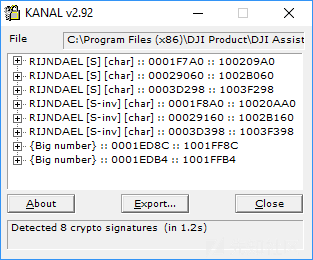 KANAL v2.92
File C:\Program Files (x86)\DJI Product\DJI Assist
RIJNDAEL [S] [char] :: 0001F7A0 :: 100209A0
RIJNDAEL [S] [char] :: 00029060 :: 1002B060
RIJNDAEL [S] [char] :: 0003D298 :: 1003F298
RIJNDAEL [S-inv] [char] :: 0001F8A0 :: 10020AA0
RIJNDAEL [S-inv] [char] :: 00029160 :: 1002B160
RIJNDAEL [S-inv] [char] :: 0003D398 :: 1003F398
{Big number} :: 0001ED8C :: 1001FF8C
{Big number} :: 0001EDB4 :: 1001FFB4
About Export... Close
Detected 8 crypto signatures (in 1.2s)